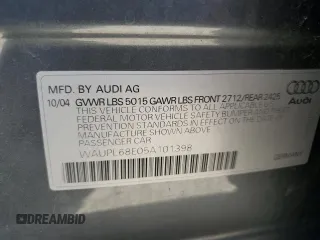 MFD BY AUDI AG
10/04 GVWR LBS 5015 GAWR LBS FRONT 2712/REAR 2425
THIS VEHICLE CONFORMS TO ALL APPLICABLE
FEDERAL MOTOR VEHICLE SAFETY BUMPER AND
THEFT PREVENTION STANDARDS IN EFFECT ON THE
DATE OF MANUFACTURE SHOWN ABOVE
PASSENGER CAR
WAUPL68E05A101398
Audi
DREAMBID